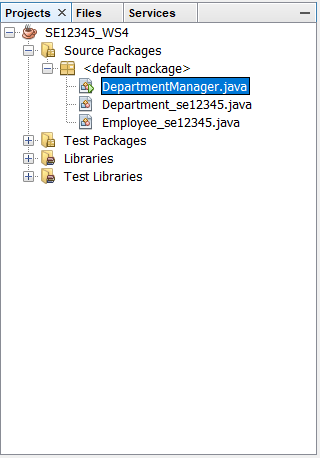 Projects Files Services
SE12345_WS4
Source Packages
<default package>
DepartmentManager.java
Department_se12345.java
Employee_se12345.java
Test Packages
Libraries
Test Libraries